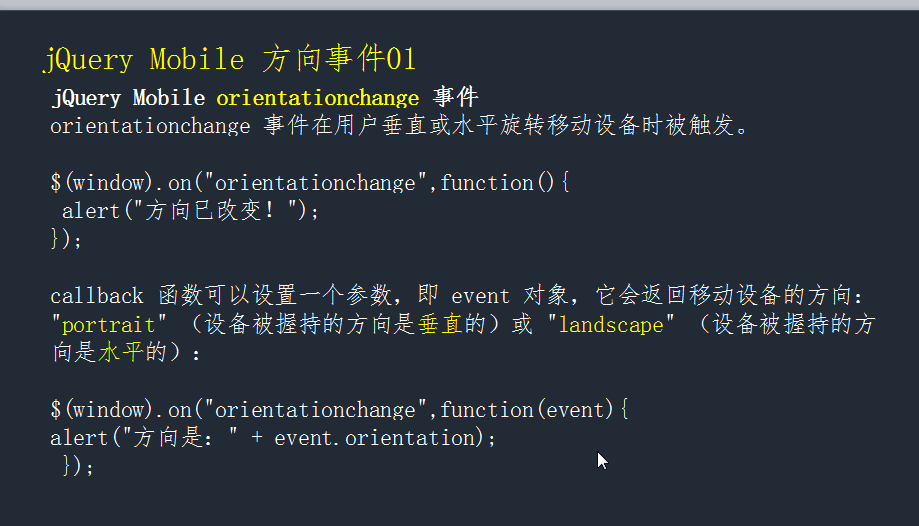 jQuery Mobile 方向事件01
jQuery Mobile orientationchange 事件
orientationchange 事件在用户垂直或水平旋转移动设备时被触发。
$(window).on("orientationchange",function(){
alert("方向已改变！");
});
callback 函数可以设置一个参数，即 event 对象，它会返回移动设备的方向：
"portrait" （设备被握持的方向是垂直的）或 "landscape" （设备被握持的方
向是水平的）：
$(window).on("orientationchange",function(event){
alert("方向是：" + event.orientation);
});